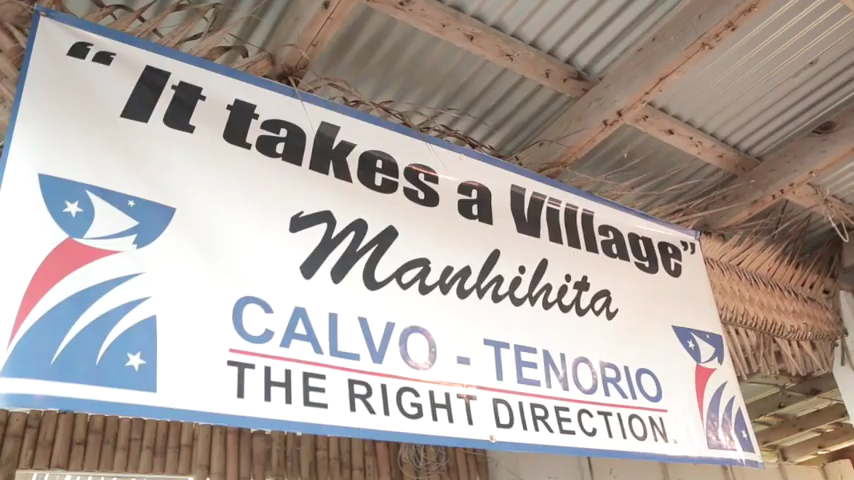 “It takes a Village”
Manhihita
CALVO - TENORIO
THE RIGHT DIRECTION.